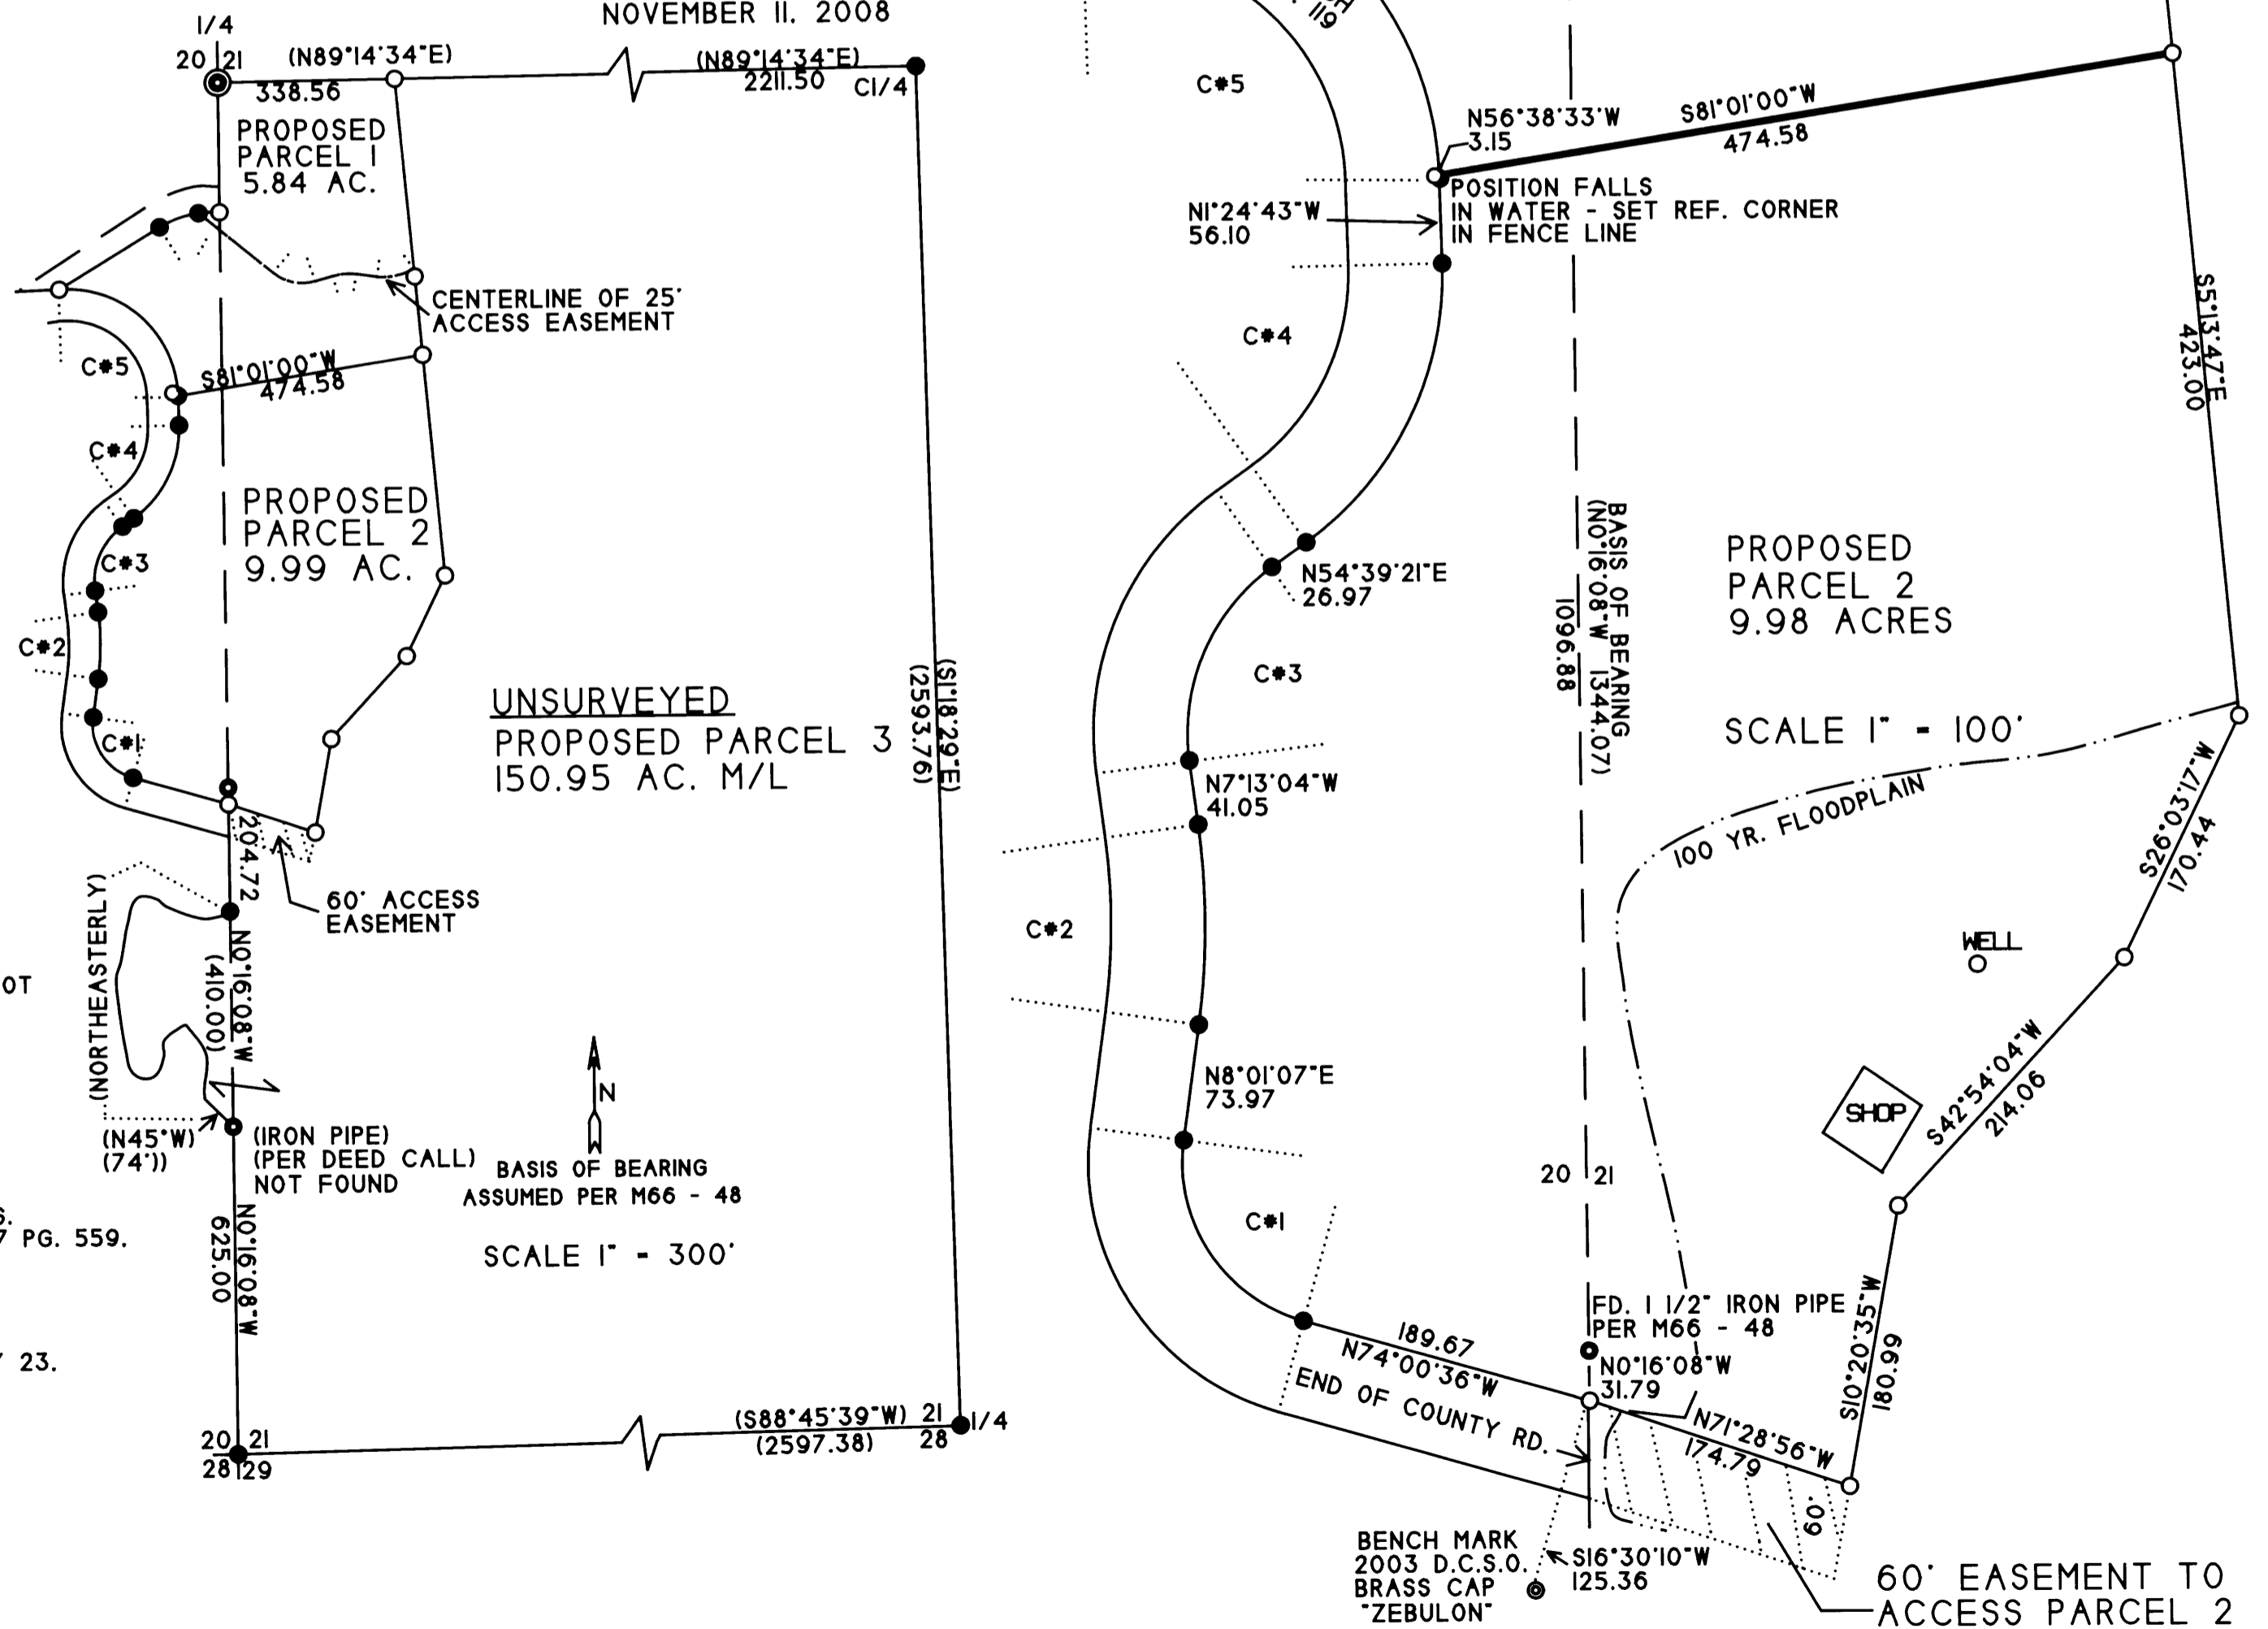 NOVEMBER 11, 2008
1/4
20 21
(N89°14'34"E)
338.56
(N89°14'34"E)
2211.50
C1/4
PROPOSED
PARCEL 1
5.84 AC.
CENTERLINE OF 25'
ACCESS EASEMENT
C#5
S81°01'00"W
474.58
C#4
PROPOSED
PARCEL 2
9.99 AC.
C#3
C#2
C#1
UNSURVEYED
PROPOSED PARCEL 3
150.95 AC. M/L
(S1°18'29"E)
(2593.76)
204.72
60' ACCESS
EASEMENT
(NORTHEASTERLY)
N0°16'08"W
(410.00)
OT
(N45°W)
(74'))
(IRON PIPE)
(PER DEED CALL)
NOT FOUND
N
BASIS OF BEARING
ASSUMED PER M66 - 48
SCALE 1" = 300'
PG. 559.
N0°16'08"W
625.00
23.
20 21
28 29
(S88°45'39"W)
(2597.38)
21
28
1/4
C#5
N56°38'33"W
3.15
S81°01'00"W
474.58
POSITION FALLS
IN WATER - SET REF. CORNER
IN FENCE LINE
N1°24'43"W
56.10
C#4
S5°13'47"E
423.00
BASIS OF BEARING
(N0°16'08"W 1344.07)
1096.88
N54°39'21"E
26.97
PROPOSED
PARCEL 2
9.98 ACRES
C#3
SCALE 1" = 100'
N7°13'04"W
41.05
100 YR. FLOODPLAIN
S26°03'17"W
170.44
C#2
WELL
N8°01'07"E
73.97
SHOP
S42°54'04"W
214.06
20 21
C#1
FD. 1 1/2" IRON PIPE
PER M66 - 48
S10°20'35"W
180.99
189.67
N74°00'36"W
N0°16'08"W
31.79
END OF COUNTY RD.
N71°28'56"W
174.79
60'
BENCH MARK
2003 D.C.S.O.
BRASS CAP
"ZEBULON"
S16°30'10"W
125.36
60' EASEMENT TO
ACCESS PARCEL 2